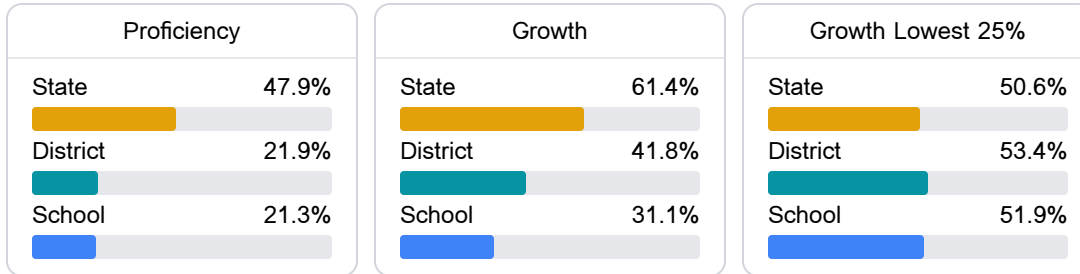 Proficiency
State 47.9%
District 21.9%
School 21.3%
Growth
State 61.4%
District 41.8%
School 31.1%
Growth Lowest 25%
State 50.6%
District 53.4%
School 51.9%